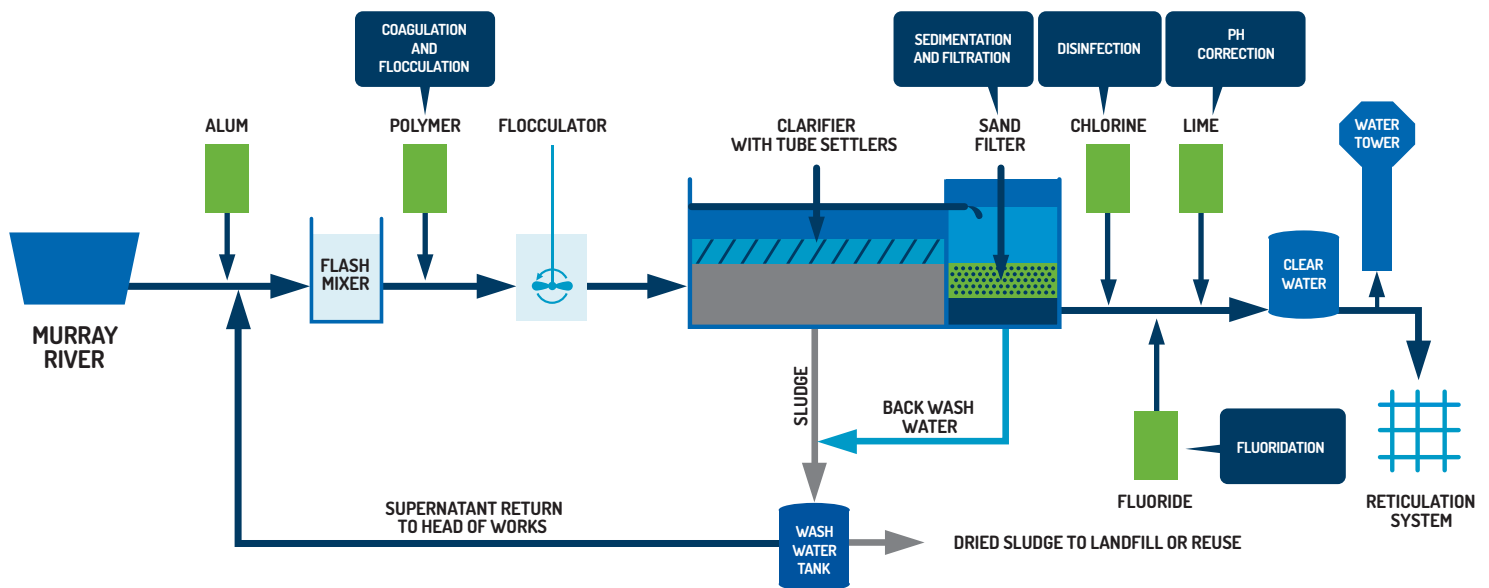 COAGULATION
AND
FLOCCULATION
SEDIMENTATION
AND FILTRATION
DISINFECTION
PH
CORRECTION
ALUM
POLYMER
FLOCCULATOR
CLARIFIER
WITH TUBE SETTLERS
SAND
FILTER
CHLORINE
LIME
WATER
TOWER
FLASH
MIXER
CLEAR
WATER
MURRAY
RIVER
SLUDGE
BACK WASH
WATER
FLUORIDATION
FLUORIDE
RETICULATION
SYSTEM
SUPERNATANT RETURN
TO HEAD OF WORKS
WASH
WATER
TANK
DRIED SLUDGE TO LANDFILL OR REUSE